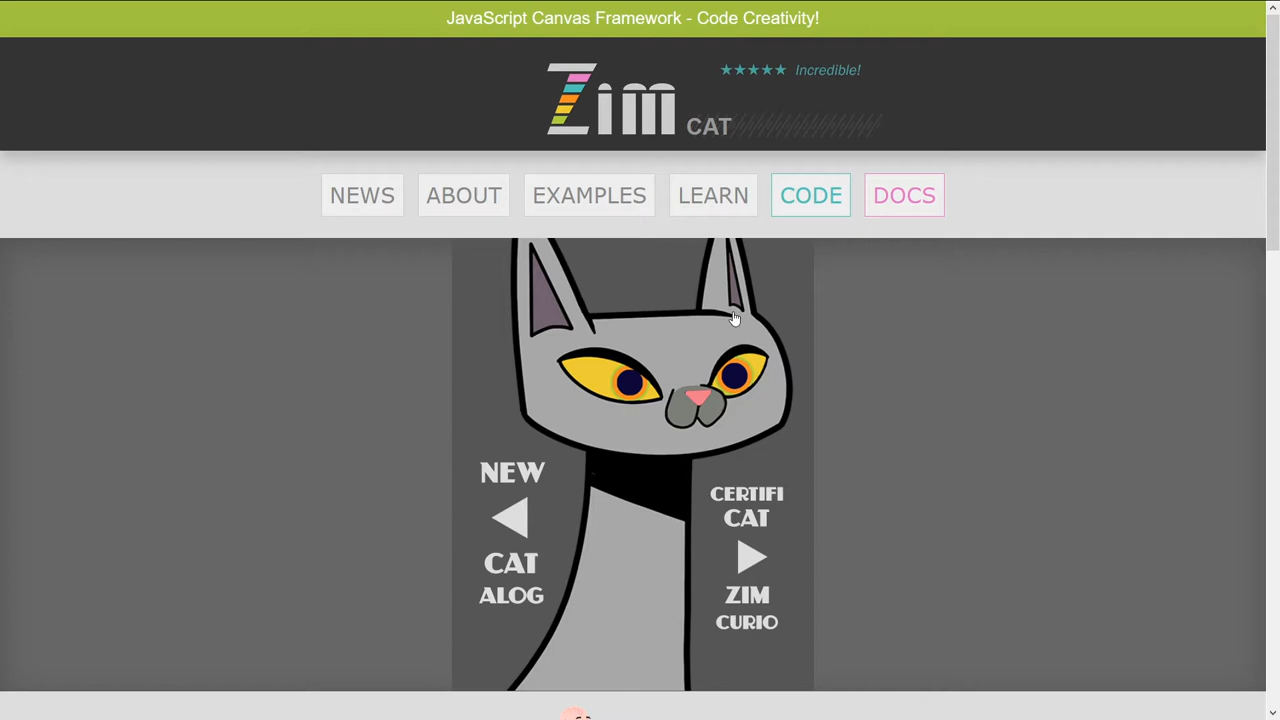 JavaScript Canvas Framework - Code Creativity!
Zim CAT
★★★★★ Incredible!
NEWS ABOUT EXAMPLES LEARN CODE DOCS
NEW
CAT
ALOG
CERTIFI
CAT
ZIM
CURIO